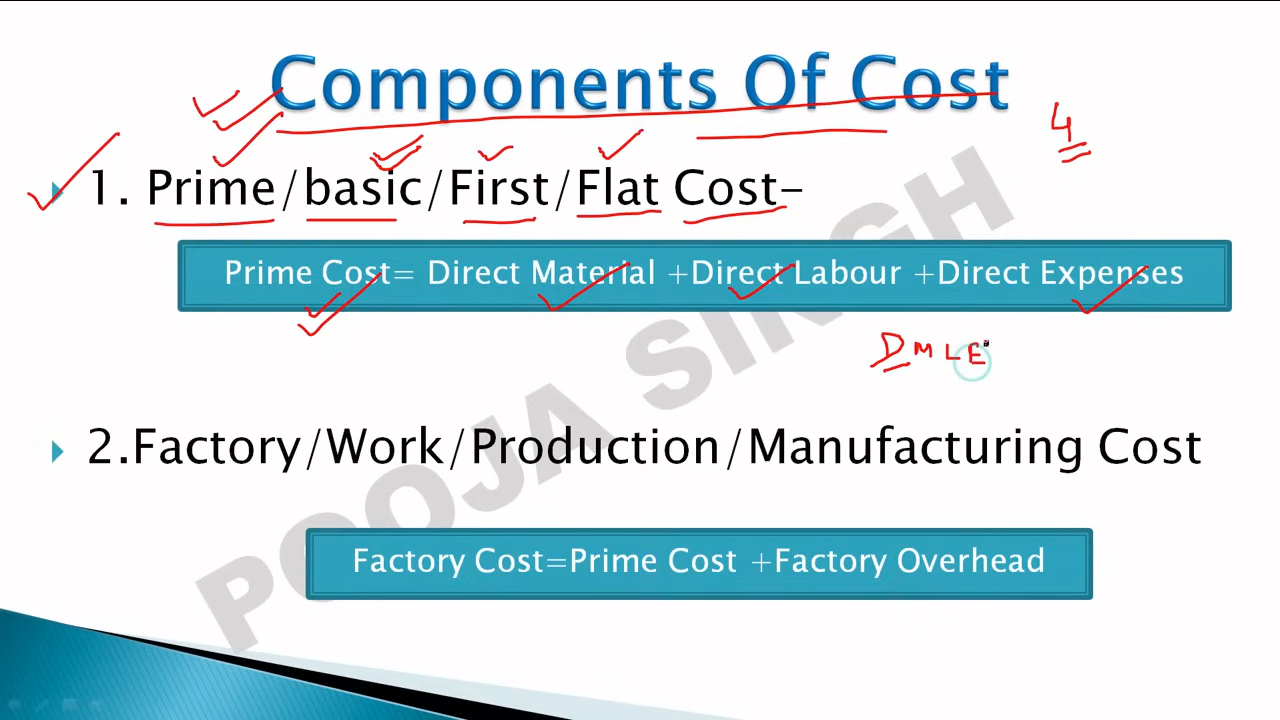 Components Of Cost
4
1. Prime/basic/First/Flat Cost–
Prime Cost= Direct Material +Direct Labour +Direct Expenses
D M L E
2.Factory/Work/Production/Manufacturing Cost
Factory Cost=Prime Cost +Factory Overhead
POOJA SINGH